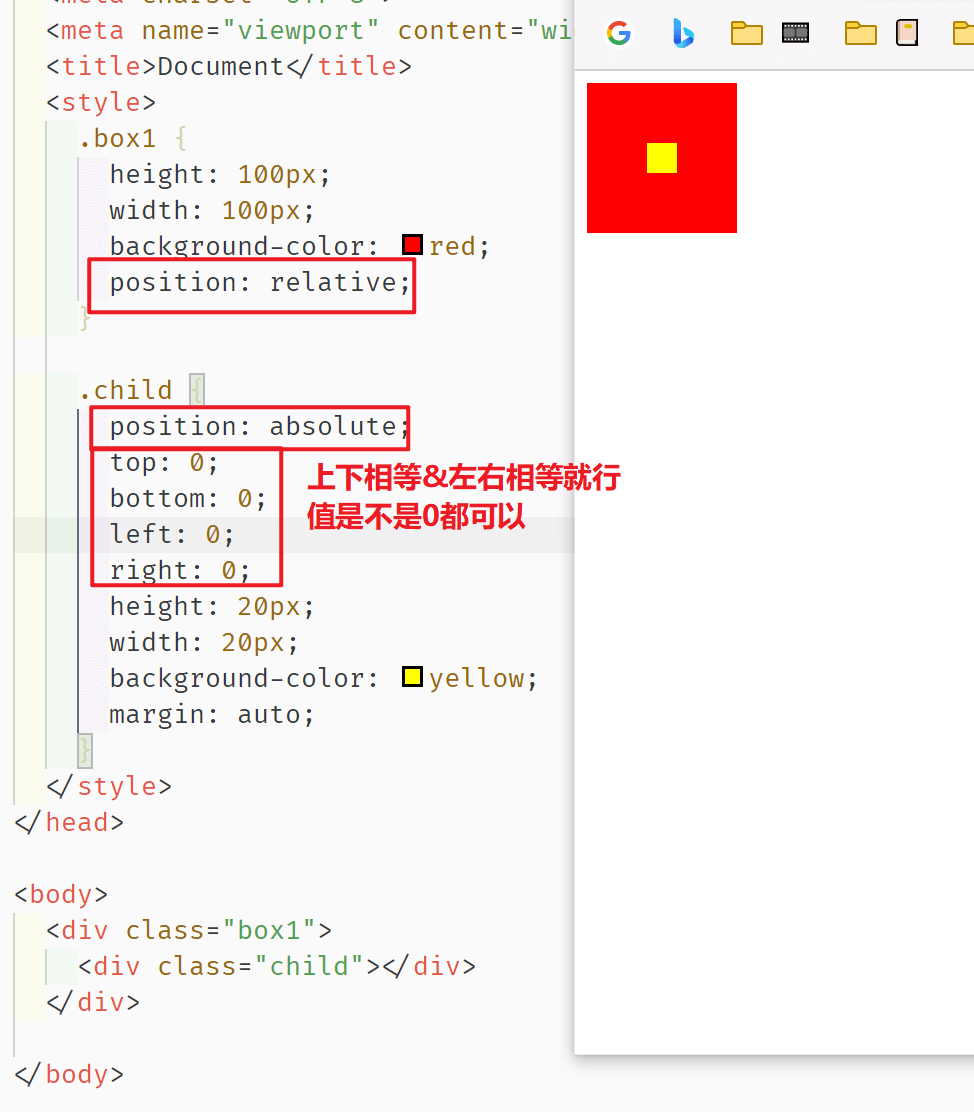 <meta charset="UTF-8">
<meta name="viewport" content="wi
<title>Document</title>
<style>
.box1 {
height: 100px;
width: 100px;
background-color: red;
position: relative;
}
.child {
position: absolute;
top: 0;
上下相等&左右相等就行
bottom: 0;
值是不是0都可以
left: 0;
right: 0;
height: 20px;
width: 20px;
background-color: yellow;
margin: auto;
}
</style>
</head>
<body>
<div class="box1">
<div class="child"></div>
</div>
</body>